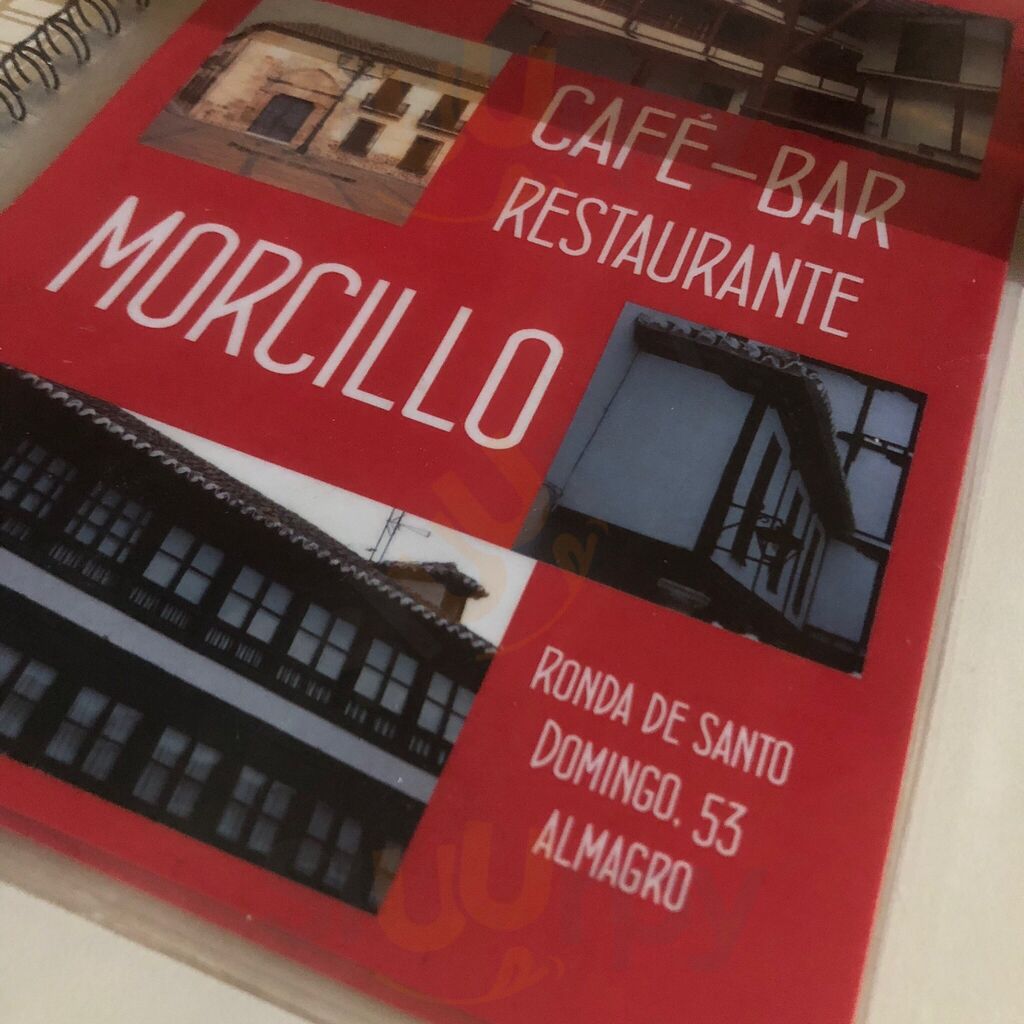 CAFÉ-BAR
RESTAURANTE
MORCILLO
RONDA DE SANTO
DOMINGO, 53
ALMAGRO